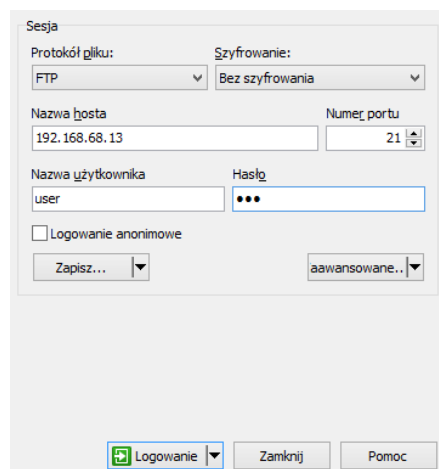 Sesja
Protokół pliku: Szyfrowanie:
FTP Bez szyfrowania
Nazwa hosta Numer portu
192.168.68.13 21
Nazwa użytkownika Hasło
user •••
Logowanie anonimowe
Zapisz... aawansowane..
Logowanie Zamknij Pomoc